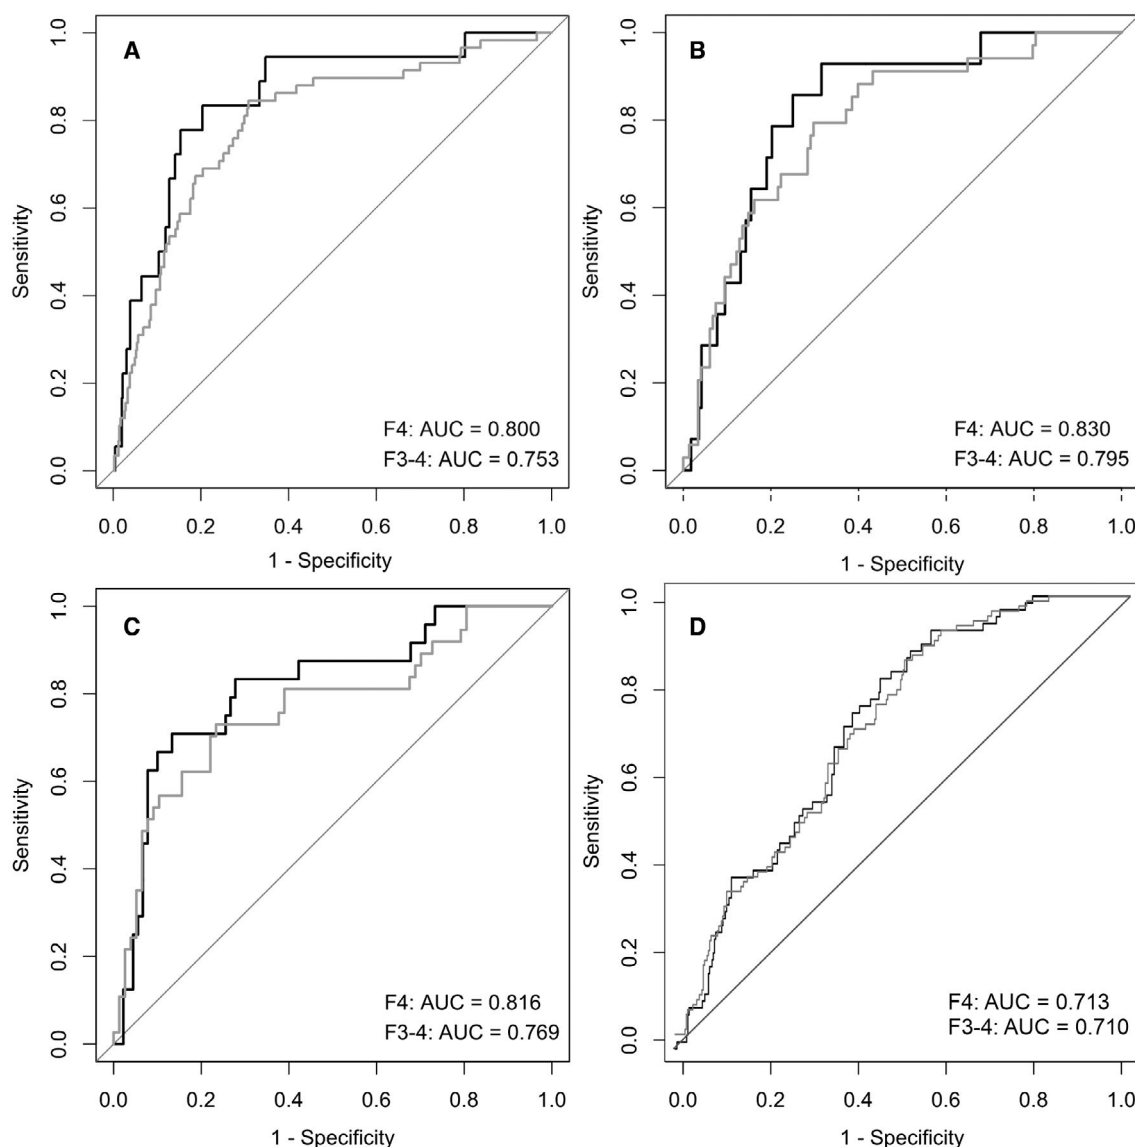 A
1.0
0.8
0.6
0.4
0.2
0.0
Sensitivity
F4: AUC = 0.800
F3-4: AUC = 0.753
0.0 0.2 0.4 0.6 0.8 1.0
1 - Specificity
B
1.0
0.8
0.6
0.4
0.2
0.0
Sensitivity
F4: AUC = 0.830
F3-4: AUC = 0.795
0.0 0.2 0.4 0.6 0.8 1.0
1 - Specificity
C
1.0
0.8
0.6
0.4
0.2
0.0
Sensitivity
F4: AUC = 0.816
F3-4: AUC = 0.769
0.0 0.2 0.4 0.6 0.8 1.0
1 - Specificity
D
1.0
0.8
0.6
0.4
0.2
0.0
Sensitivity
F4: AUC = 0.713
F3-4: AUC = 0.710
0.0 0.2 0.4 0.6 0.8 1.0
1 - Specificity